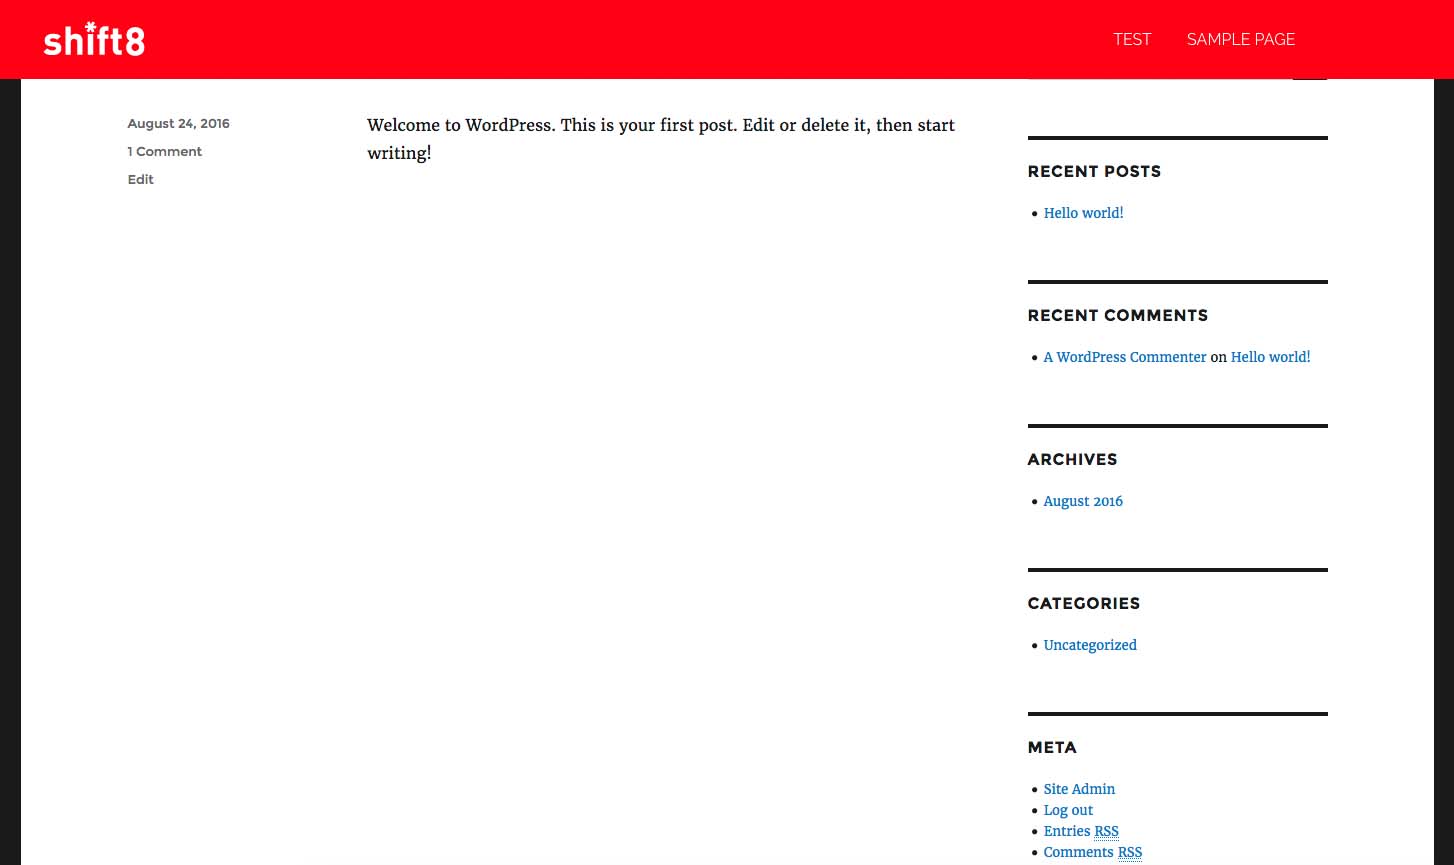 shift8
TEST
SAMPLE PAGE
August 24, 2016
1 Comment
Edit
Welcome to WordPress. This is your first post. Edit or delete it, then start
writing!
RECENT POSTS
Hello world!
RECENT COMMENTS
A WordPress Commenter on Hello world!
ARCHIVES
August 2016
CATEGORIES
Uncategorized
META
Site Admin
Log out
Entries RSS
Comments RSS